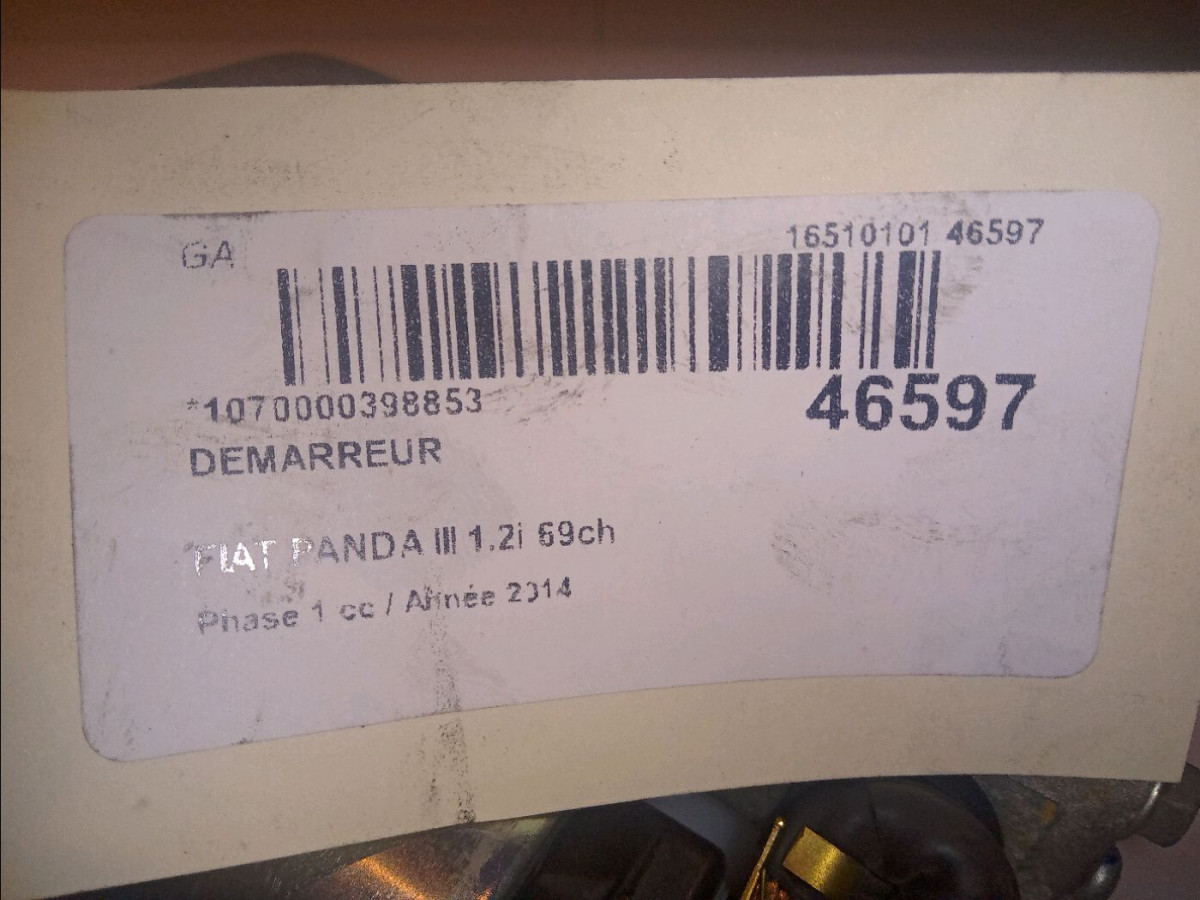 GA
16510101 46597
*1070000398853
46597
DEMARREUR
FIAT PANDA III 1.2i 69ch
Phase 1 cc / Année 2014